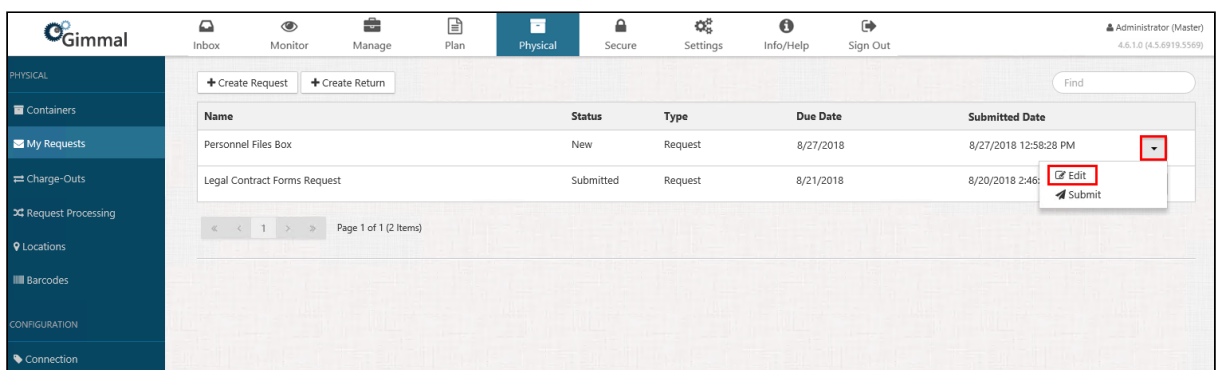 Gimmal
Inbox Monitor Manage Plan Physical Secure Settings Info/Help Sign Out
Administrator (Master)
4.6.1.0 (4.5.6919.5569)
PHYSICAL
Containers
My Requests
Charge-Outs
Request Processing
Locations
Barcodes
CONFIGURATION
Connection
+ Create Request + Create Return Find
Name Status Type Due Date Submitted Date
Personnel Files Box New Request 8/27/2018 8/27/2018 12:58:28 PM
Legal Contract Forms Request Submitted Request 8/21/2018 8/20/2018 2:46:
Edit
Submit
« < 1 > » Page 1 of 1 (2 Items)